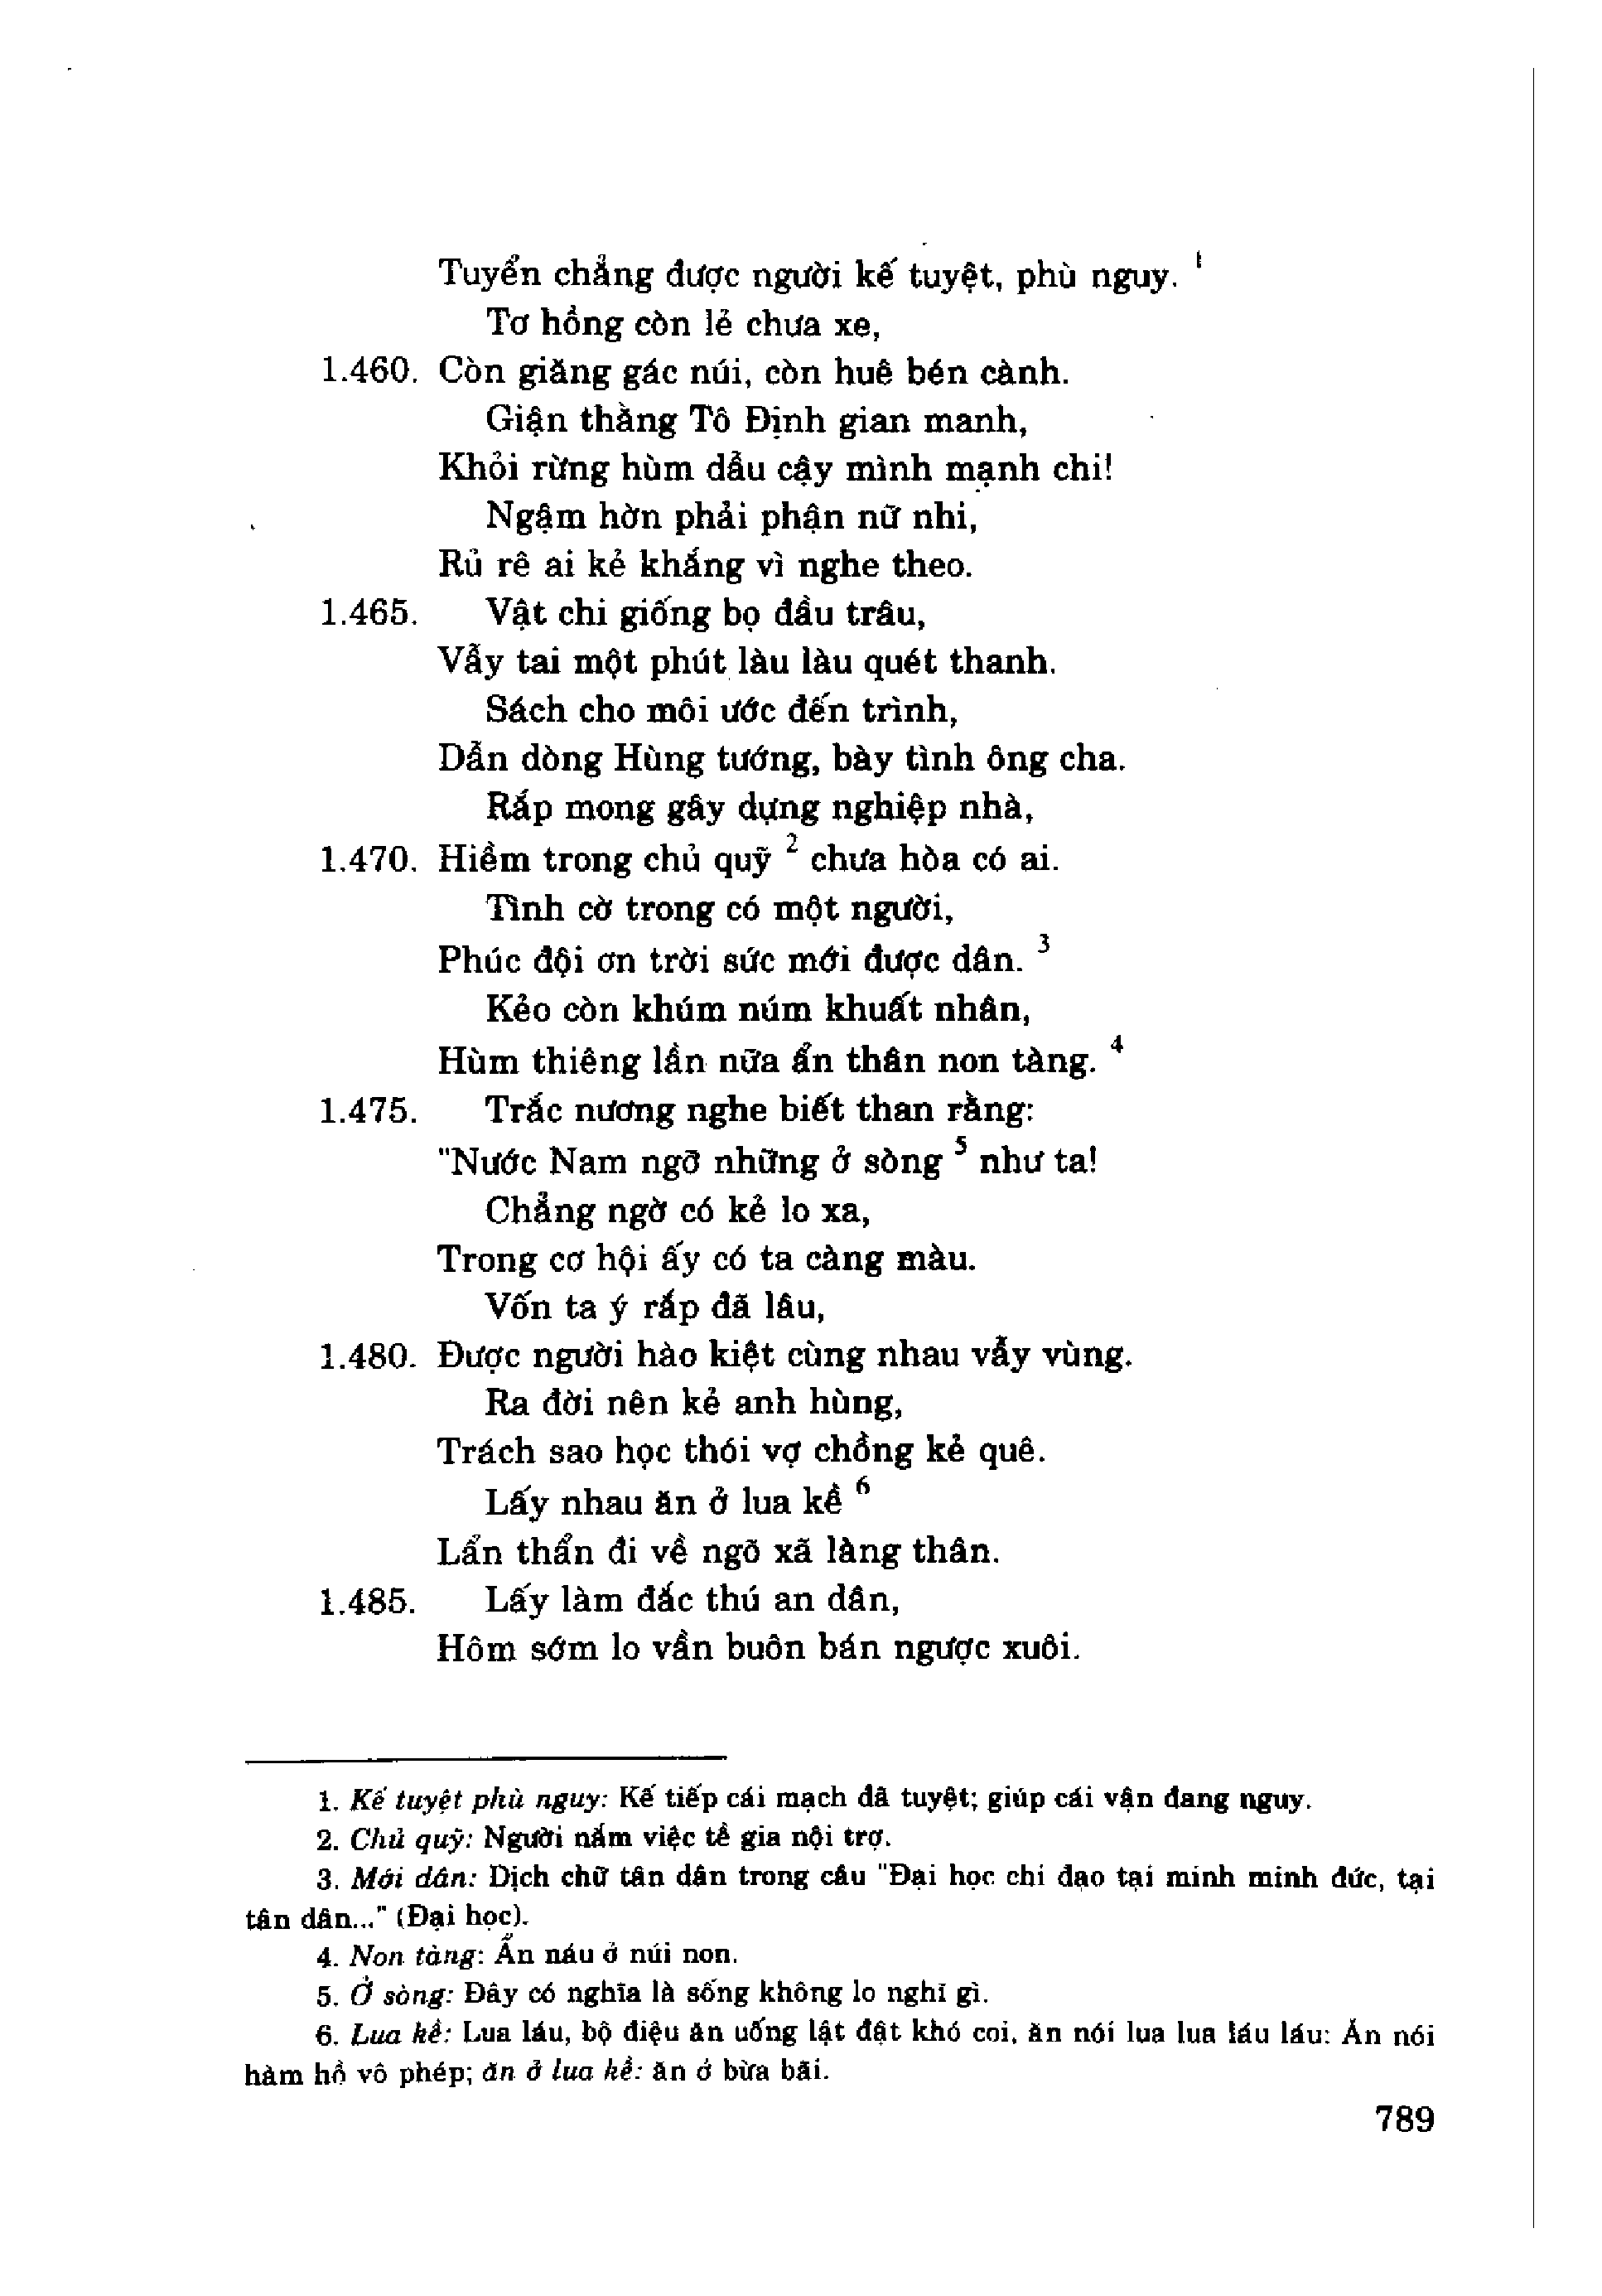 Tuyển chẳng được người kế tuyệt, phù nguy. 1
Tơ hồng còn lẻ chưa xe,
1.460. Còn giăng gác núi, còn huê bén cành.
Giận thằng Tô Định gian manh,
Khỏi rừng hùm dẫu cậy mình mạnh chi!
Ngậm hờn phải phận nữ nhi,
Rủ rê ai kẻ khắng vì nghe theo.
1.465. Vật chi giống bọ đầu trâu,
Vẫy tai một phút làu làu quét thanh.
Sách cho môi ước đến trình,
Dẫn dòng Hùng tướng, bày tình ông cha.
Rắp mong gây dựng nghiệp nhà,
1.470. Hiềm trong chủ quỹ 2 chưa hòa có ai.
Tình cờ trong có một người,
Phúc đội ơn trời sức mới được dân. 3
Kẻo còn khúm núm khuất nhân,
Hùm thiêng lần nữa ẩn thân non tàng. 4
1.475. Trắc nương nghe biết than rằng:
"Nước Nam ngỡ những ở sòng 5 như ta!
Chẳng ngờ có kẻ lo xa,
Trong cơ hội ấy có ta càng màu.
Vốn ta ý rắp đã lâu,
1.480. Được người hào kiệt cùng nhau vẫy vùng.
Ra đời nên kẻ anh hùng,
Trách sao học thói vợ chồng kẻ quê.
Lấy nhau ăn ở lua kề 6
Lẩn thẩn đi về ngõ xã làng thân.
1.485. Lấy làm đắc thú an dân,
Hôm sớm lo vần buôn bán ngược xuôi.
1. Kế tuyệt phù nguy: Kế tiếp cái mạch đã tuyệt; giúp cái vận đang nguy.
2. Chủ quỹ: Người nắm việc tề gia nội trợ.
3. Mới dân: Dịch chữ tân dân trong câu "Đại học chi đạo tại minh minh đức, tại
tân dân..." (Đại học).
4. Non tàng: Ẩn náu ở núi non.
5. Ở sòng: Đây có nghĩa là sống không lo nghĩ gì.
6. Lua kề: Lua láu, bộ điệu ăn uống lật đật khó coi, ăn nói lua lua láu láu: Ăn nói
hàm hồ vô phép; ăn ở lua kề: ăn ở bừa bãi.
789